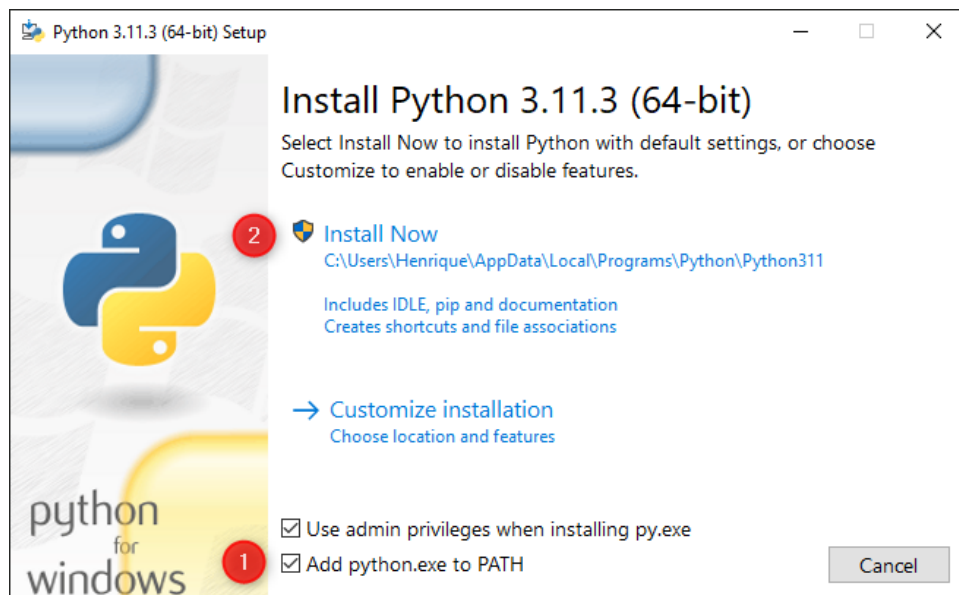 Python 3.11.3 (64-bit) Setup
Install Python 3.11.3 (64-bit)
Select Install Now to install Python with default settings, or choose
Customize to enable or disable features.
2
Install Now
C:\Users\Henrique\AppData\Local\Programs\Python\Python311
Includes IDLE, pip and documentation
Creates shortcuts and file associations
Customize installation
Choose location and features
python
for
windows
Use admin privileges when installing py.exe
1
Add python.exe to PATH
Cancel